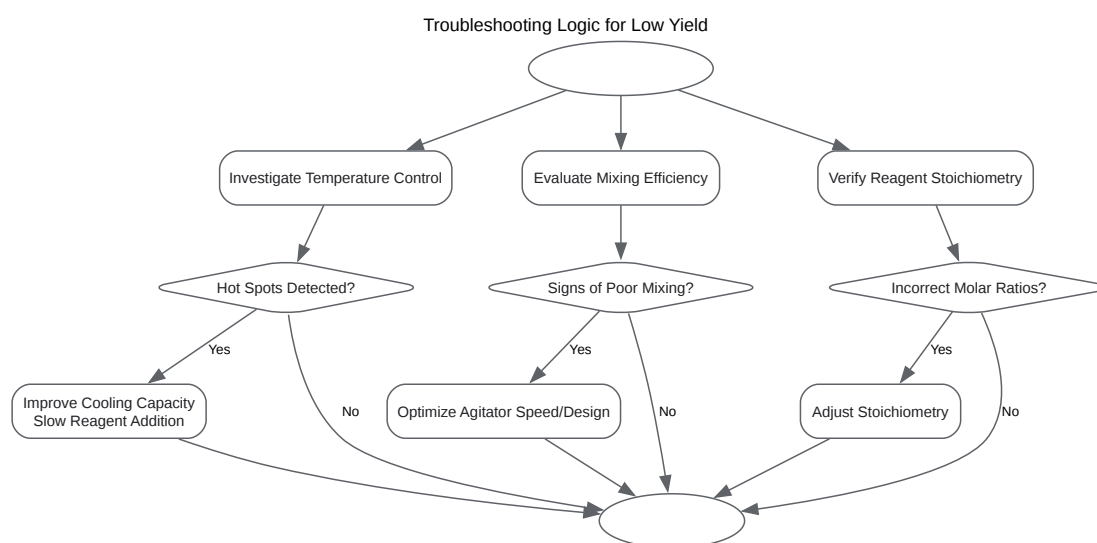 Troubleshooting Logic for Low Yield
Investigate Temperature Control
Evaluate Mixing Efficiency
Verify Reagent Stoichiometry
Hot Spots Detected?
Signs of Poor Mixing?
Incorrect Molar Ratios?
Yes
Yes
Yes
Improve Cooling Capacity
Slow Reagent Addition
No
Optimize Agitator Speed/Design
No
Adjust Stoichiometry
No